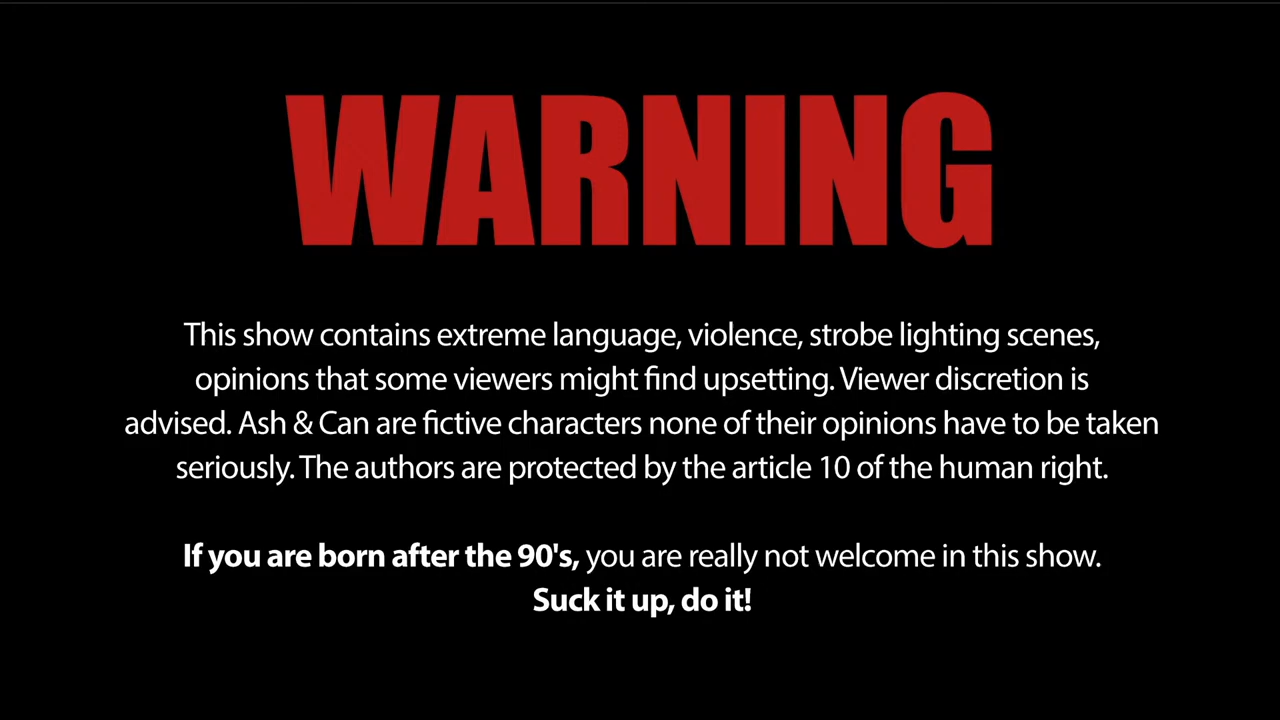 WARNING
This show contains extreme language, violence, strobe lighting scenes,
opinions that some viewers might find upsetting. Viewer discretion is
advised. Ash & Can are fictive characters none of their opinions have to be taken
seriously. The authors are protected by the article 10 of the human right.
If you are born after the 90's, you are really not welcome in this show.
Suck it up, do it!